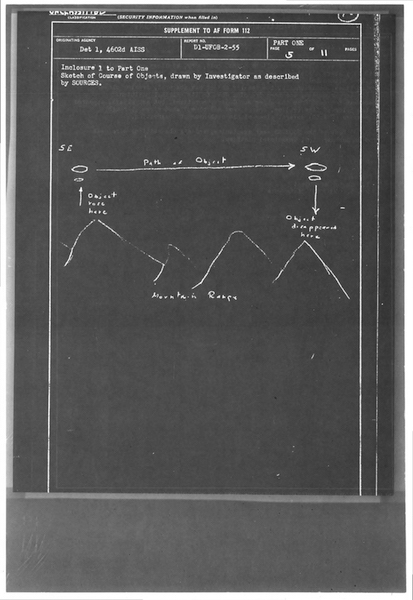 UNCLASSIFIED
CLASSIFICATION
(SECURITY INFORMATION when filled in)
SUPPLEMENT TO AF FORM 112
ORIGINATING AGENCY
Det 1, 4602d AISS
REPORT NO.
D1-UFOB-2-55
PART ONE
PAGE 5 OF 11 PAGES
Inclosure 1 to Part One
Sketch of Course of Objects, drawn by Investigator as described
by SOURCES.
SE
SW
Path of Object
Object
rose
here
Object
disappeared
here
Mountain Range